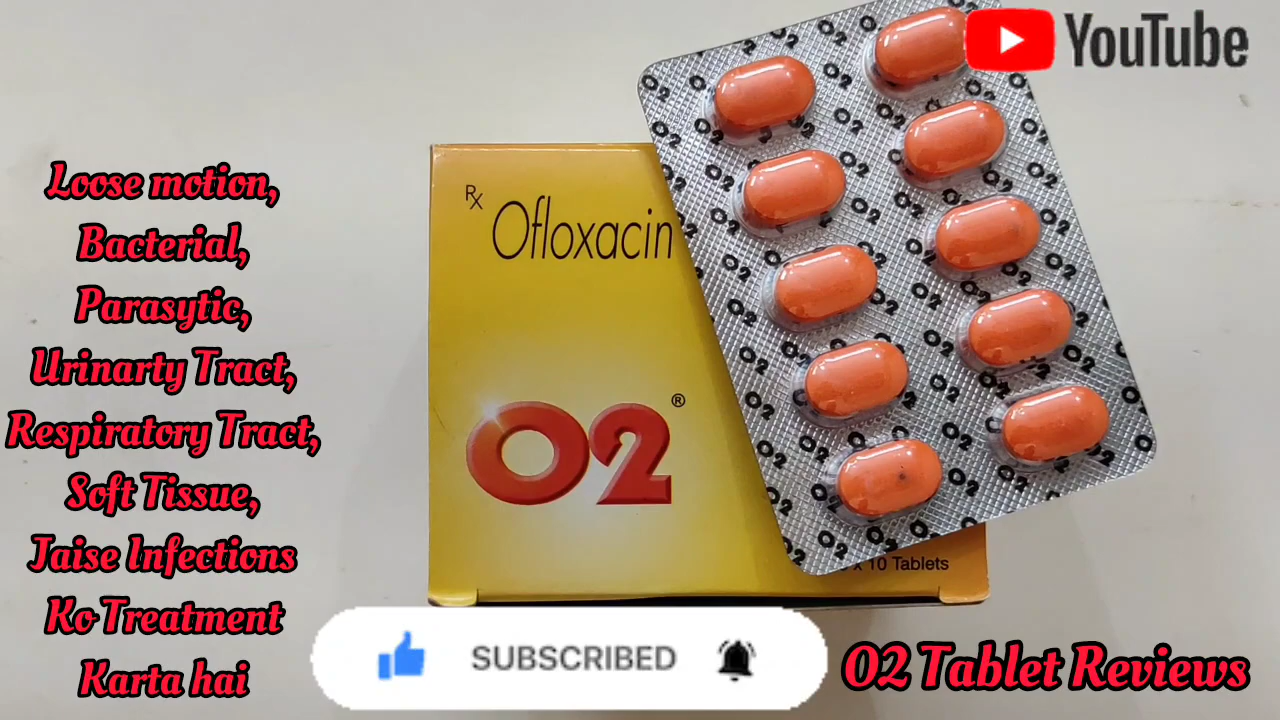 YouTube
Loose motion,
Bacterial,
Parasytic,
Urinarty Tract,
Respiratory Tract,
Soft Tissue,
Jaise Infections
Ko Treatment
Karta hai
Rx
Ofloxacin
O2®
x 10 Tablets
O2
SUBSCRIBED
O2 Tablet Reviews